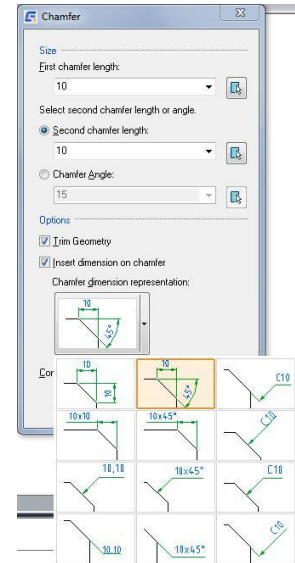 Chamfer
Size
First chamfer length:
10
Select second chamfer length or angle.
Second chamfer length:
10
Chamfer Angle:
15
Options
Trim Geometry
Insert dimension on chamfer
Chamfer dimension representation:
10
45°
Cor
10
10
10
45°
C10
10x10
10x45°
C10
10,10
10x45°
C10
10,10
10x45°
C10